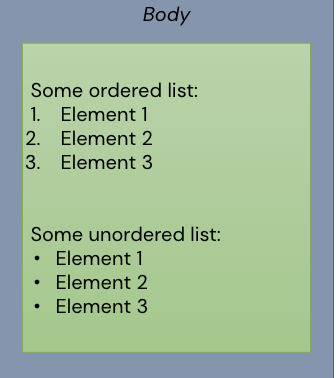 Body
Some ordered list:
1. Element 1
2. Element 2
3. Element 3
Some unordered list:
• Element 1
• Element 2
• Element 3